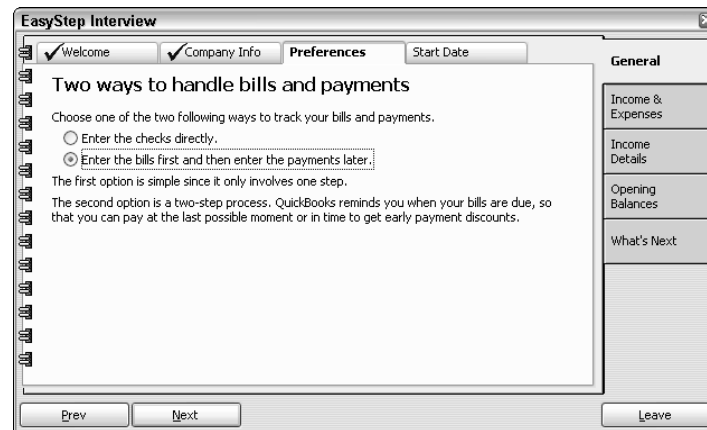 EasyStep Interview
Welcome
Company Info
Preferences
Start Date
General
Two ways to handle bills and payments
Choose one of the two following ways to track your bills and payments.
Enter the checks directly.
Enter the bills first and then enter the payments later.
The first option is simple since it only involves one step.
The second option is a two-step process. QuickBooks reminds you when your bills are due, so
that you can pay at the last possible moment or in time to get early payment discounts.
Income &
Expenses
Income
Details
Opening
Balances
What's Next
Prev
Next
Leave